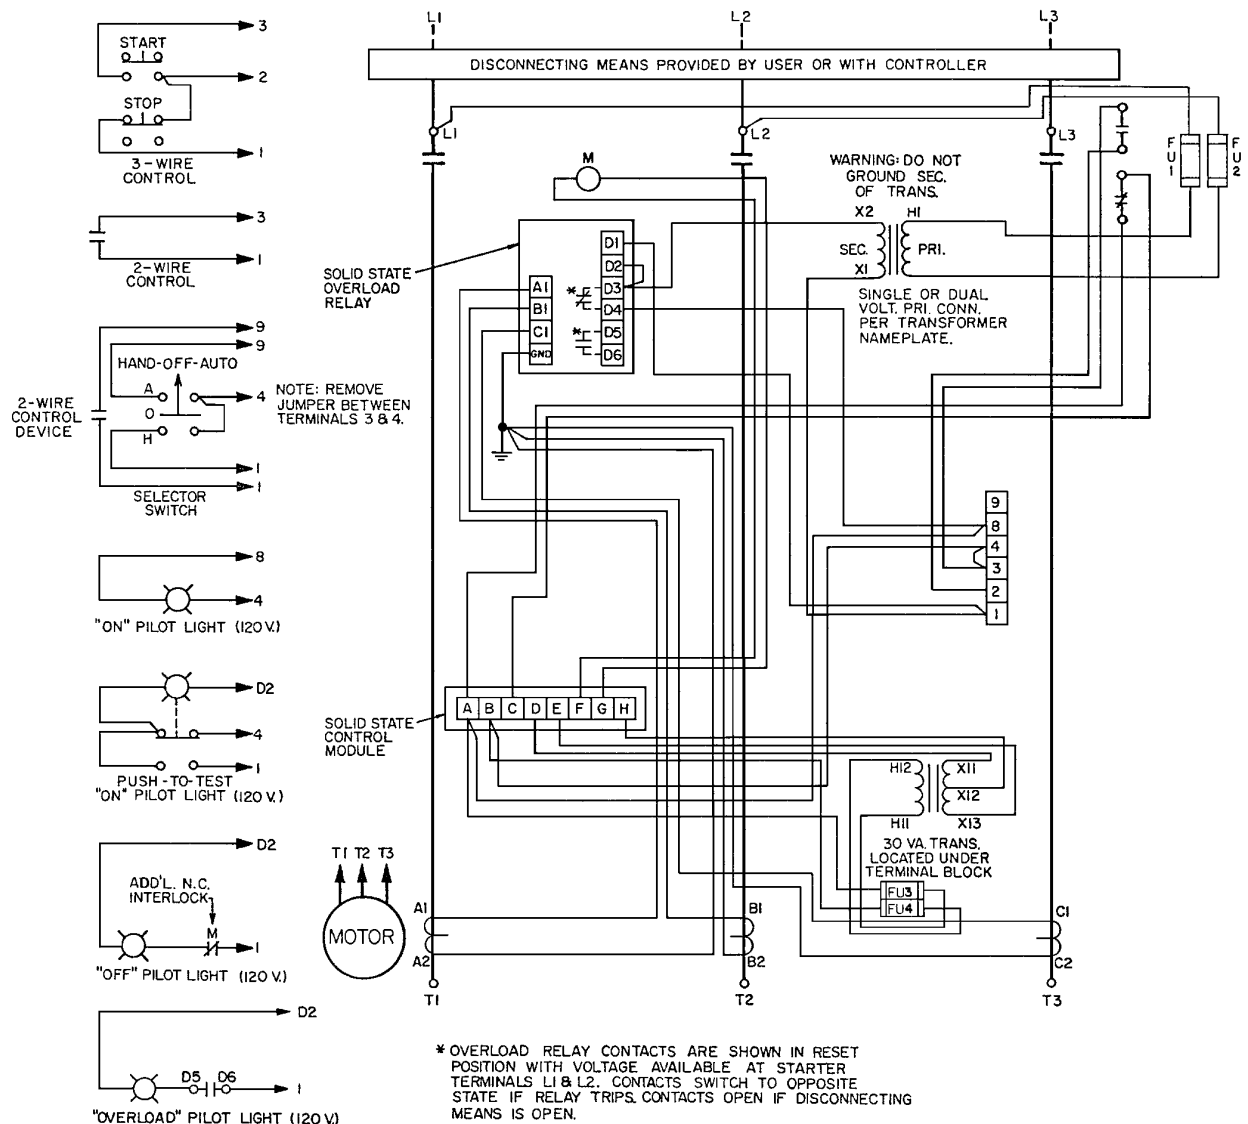 3
START
2
STOP
1
3-WIRE
CONTROL
3
1
2-WIRE
CONTROL
9
9
HAND-OFF-AUTO
A
4
O
H
2-WIRE
CONTROL
DEVICE
NOTE: REMOVE
JUMPER BETWEEN
TERMINALS 3 & 4.
1
1
SELECTOR
SWITCH
8
4
"ON" PILOT LIGHT (120 V.)
D2
4
1
PUSH-TO-TEST
"ON" PILOT LIGHT (120 V.)
D2
ADD'L. N.C.
INTERLOCK
M
1
"OFF" PILOT LIGHT (120 V.)
D2
D5 D6
1
"OVERLOAD" PILOT LIGHT (120 V.)
L1 L2 L3
DISCONNECTING MEANS PROVIDED BY USER OR WITH CONTROLLER
L1 L2 L3
F
U
1
F
U
2
M
WARNING: DO NOT
GROUND SEC.
OF TRANS.
X2 H1
SEC. PRI.
X1
SINGLE OR DUAL
VOLT. PRI. CONN.
PER TRANSFORMER
NAMEPLATE.
SOLID STATE
OVERLOAD
RELAY
A1
B1
C1
GND
*
*
D1
D2
D3
D4
D5
D6
9
8
4
3
2
1
SOLID STATE
CONTROL
MODULE
A B C D E F G H
H12 X11
X12
H11 X13
30 VA. TRANS.
LOCATED UNDER
TERMINAL BLOCK
FU3
FU4
T1 T2 T3
MOTOR
A1 B1 C1
A2 B2 C2
T1 T2 T3
* OVERLOAD RELAY CONTACTS ARE SHOWN IN RESET
POSITION WITH VOLTAGE AVAILABLE AT STARTER
TERMINALS L1 & L2. CONTACTS SWITCH TO OPPOSITE
STATE IF RELAY TRIPS. CONTACTS OPEN IF DISCONNECTING
MEANS IS OPEN.